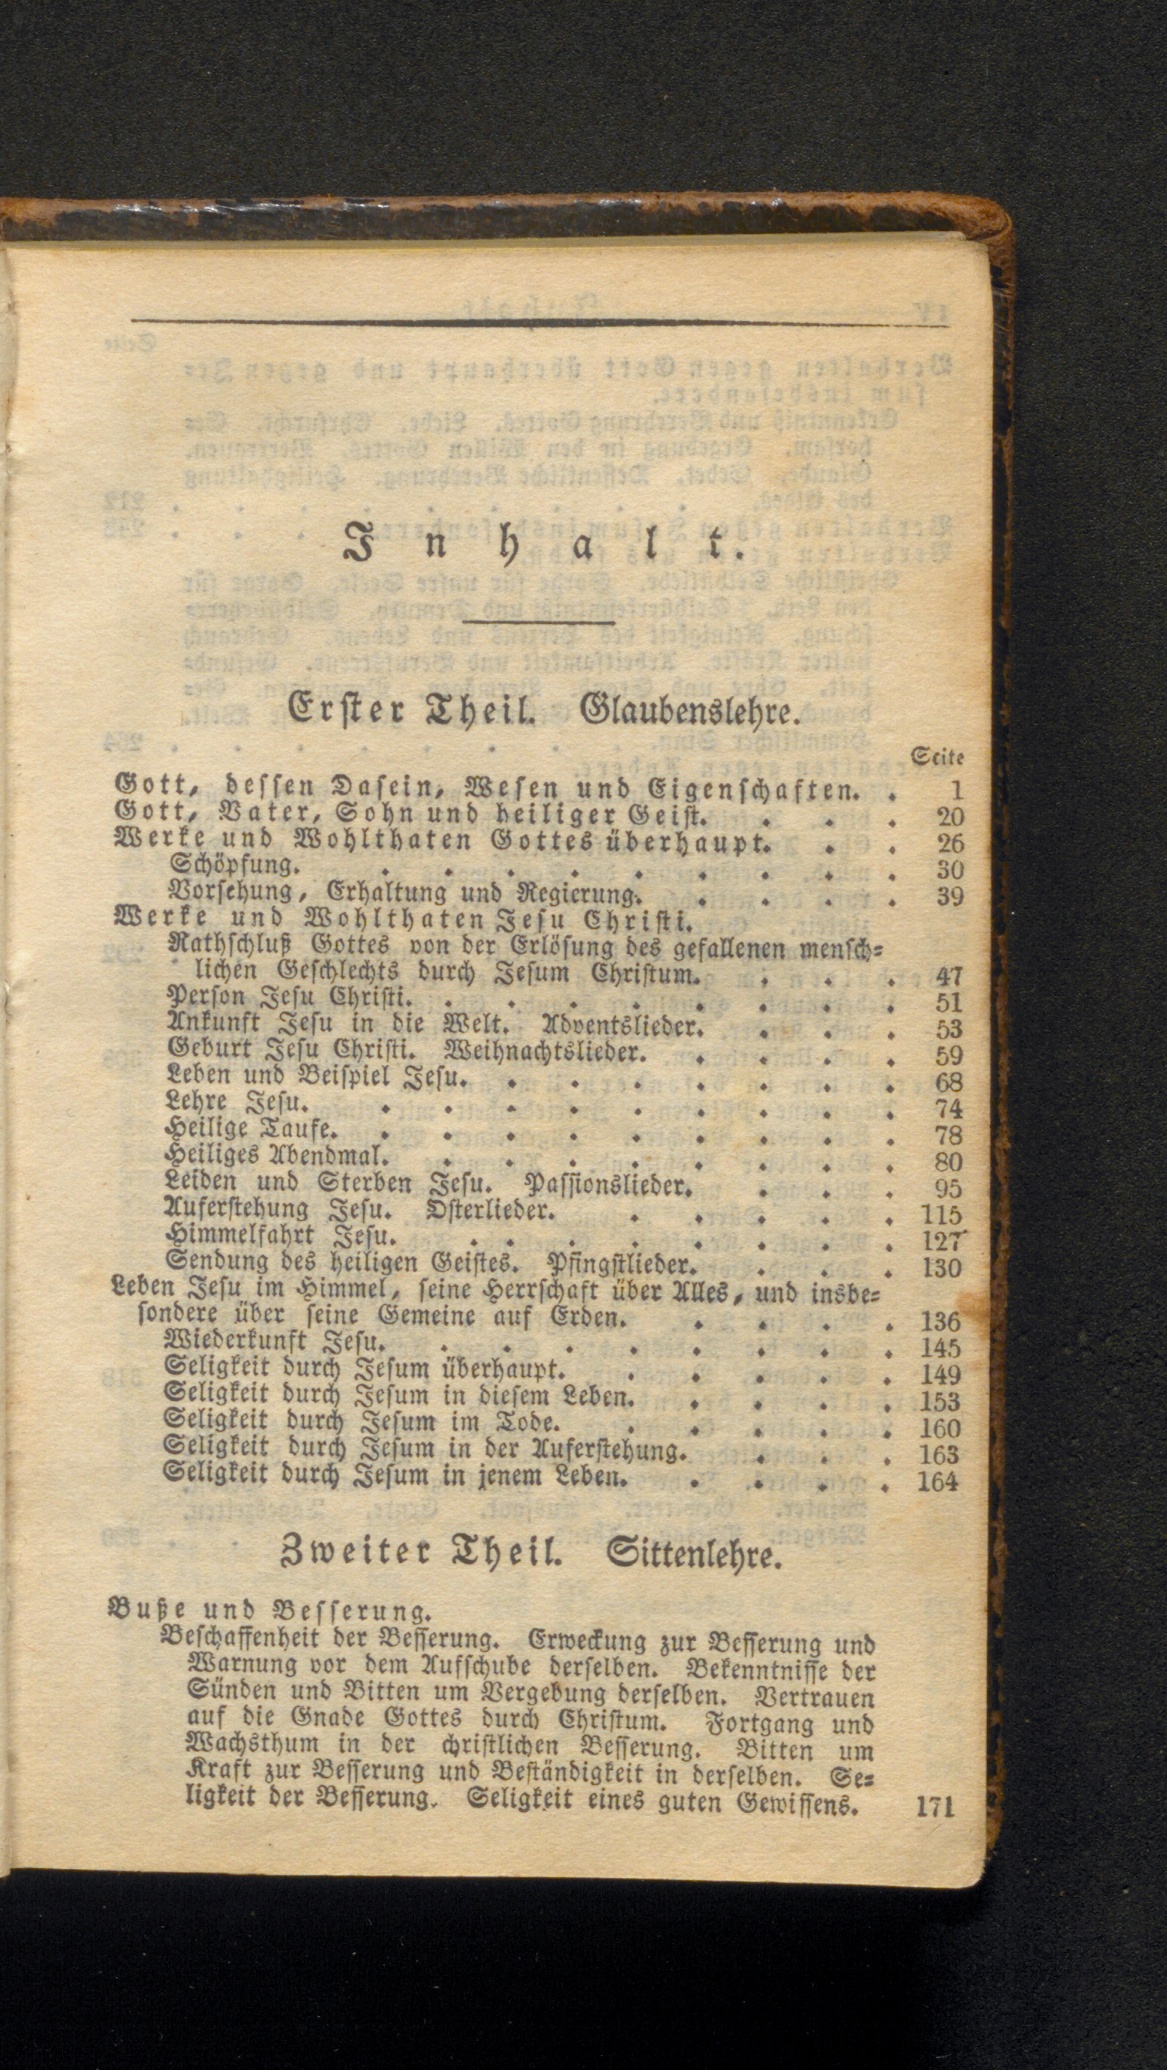 Inhalt.
Erster Theil. Glaubenslehre.
Seite
Gott, dessen Dasein, Wesen und Eigenschaften. . 1
Gott, Vater, Sohn und heiliger Geist. . . . 20
Werke und Wohlthaten Gottes überhaupt. . . 26
Schöpfung. . . . . . . . . . 30
Vorsehung, Erhaltung und Regierung. . . . . 39
Werke und Wohlthaten Jesu Christi.
Rathschluß Gottes von der Erlösung des gefallenen mensch-
lichen Geschlechts durch Jesum Christum. . . . 47
Person Jesu Christi. . . . . . . . . 51
Ankunft Jesu in die Welt. Adventslieder. . . . 53
Geburt Jesu Christi. Weihnachtslieder. . . . . 59
Leben und Beispiel Jesu. . . . . . . . 68
Lehre Jesu. . . . . . . . . . 74
Heilige Taufe. . . . . . . . . . 78
Heiliges Abendmal. . . . . . . . . 80
Leiden und Sterben Jesu. Passionslieder. . . . 95
Auferstehung Jesu. Osterlieder. . . . . . 115
Himmelfahrt Jesu. . . . . . . . . 127
Sendung des heiligen Geistes. Pfingstlieder. . . . 130
Leben Jesu im Himmel, seine Herrschaft über Alles, und insbe-
sondere über seine Gemeine auf Erden. . . . . 136
Wiederkunft Jesu. . . . . . . . . 145
Seligkeit durch Jesum überhaupt. . . . . . 149
Seligkeit durch Jesum in diesem Leben. . . . . 153
Seligkeit durch Jesum im Tode. . . . . . 160
Seligkeit durch Jesum in der Auferstehung. . . . 163
Seligkeit durch Jesum in jenem Leben. . . . . 164
Zweiter Theil. Sittenlehre.
Buße und Besserung.
Beschaffenheit der Besserung. Erweckung zur Besserung und
Warnung vor dem Aufschube derselben. Bekenntnisse der
Sünden und Bitten um Vergebung derselben. Vertrauen
auf die Gnade Gottes durch Christum. Fortgang und
Wachsthum in der christlichen Besserung. Bitten um
Kraft zur Besserung und Beständigkeit in derselben. Se-
ligkeit der Besserung. Seligkeit eines guten Gewissens. 171